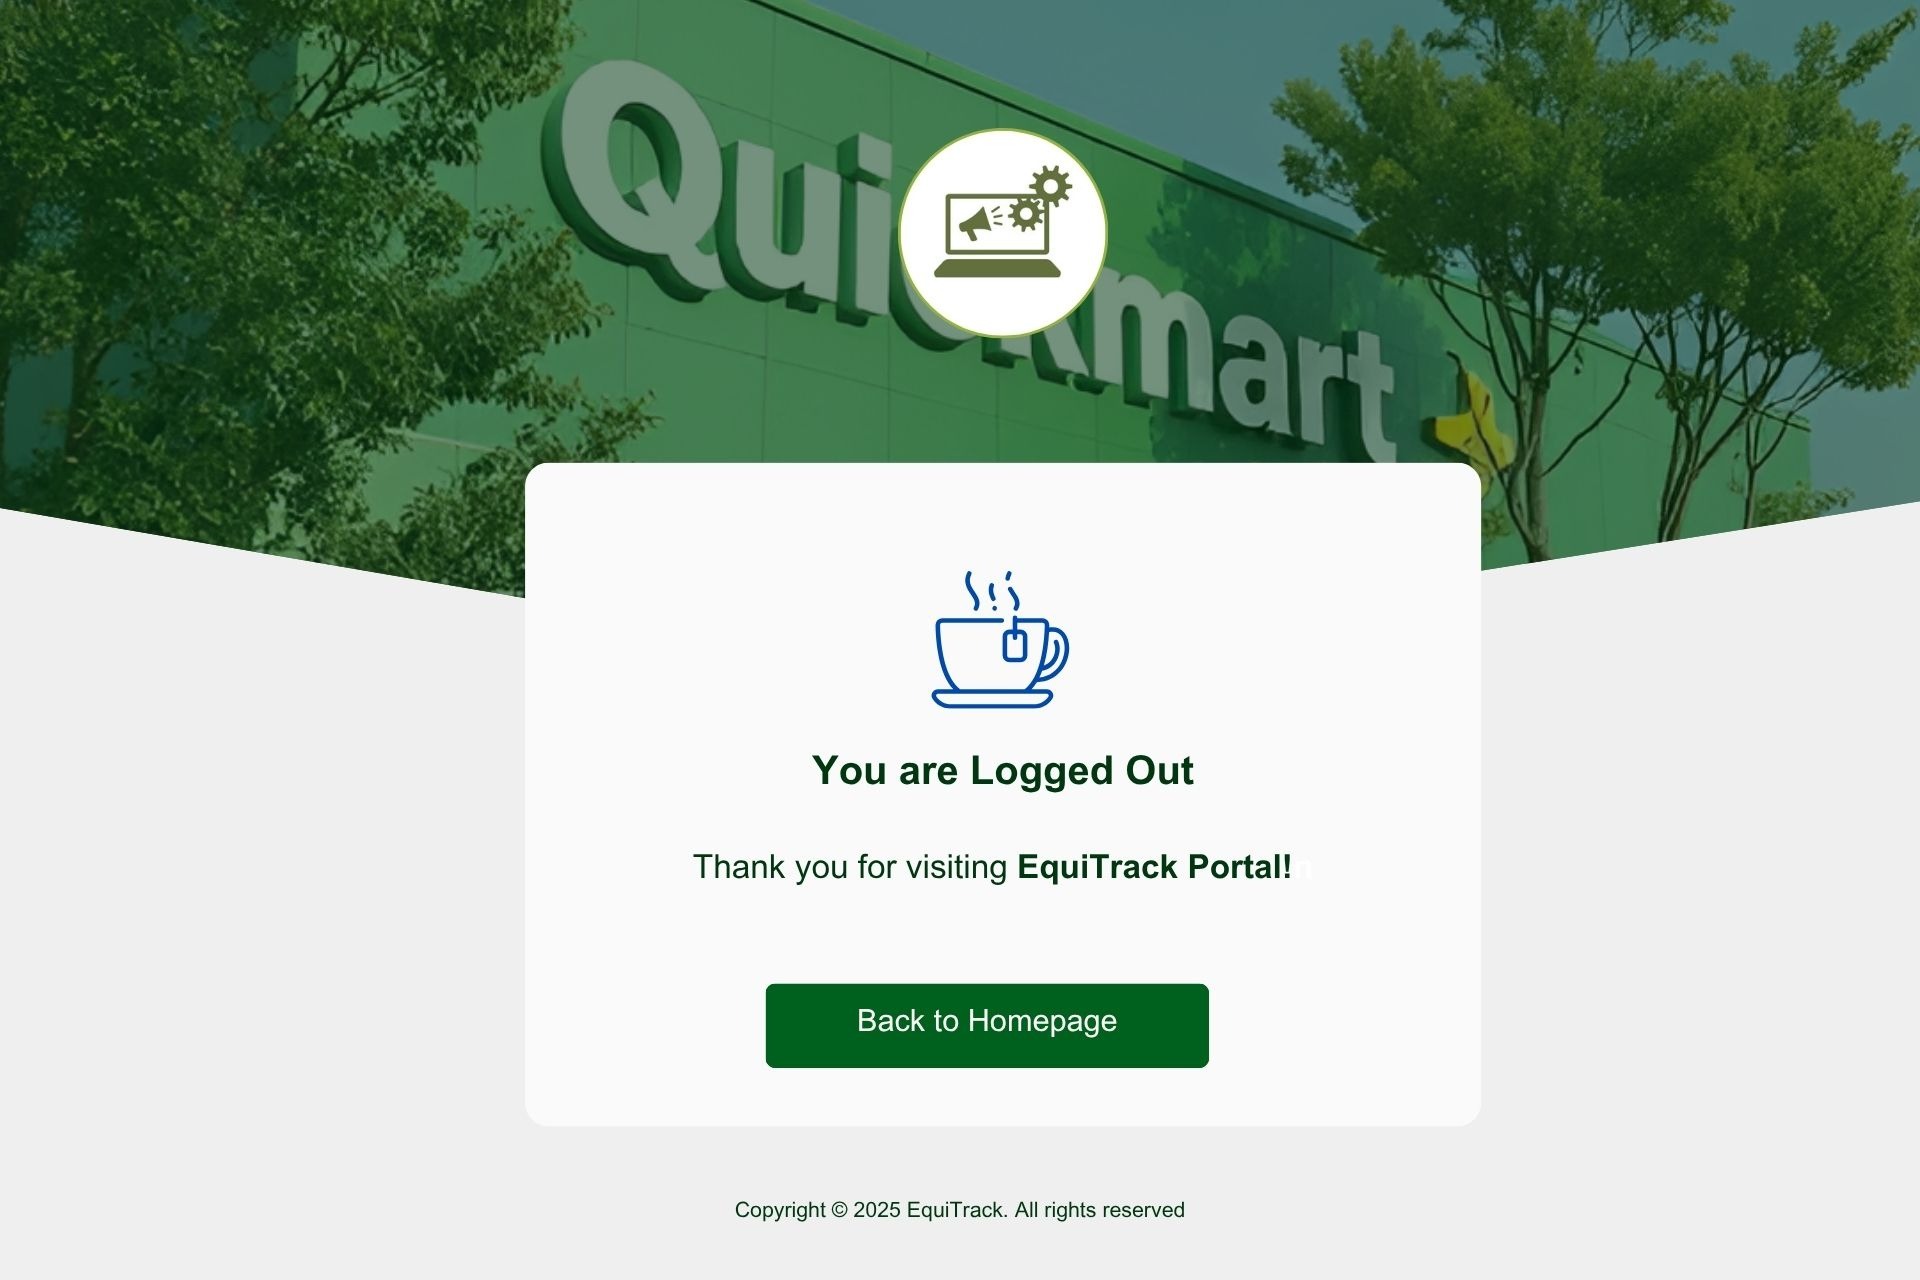 Quickmart
You are Logged Out
Thank you for visiting EquiTrack Portal!
Back to Homepage
Copyright © 2025 EquiTrack. All rights reserved